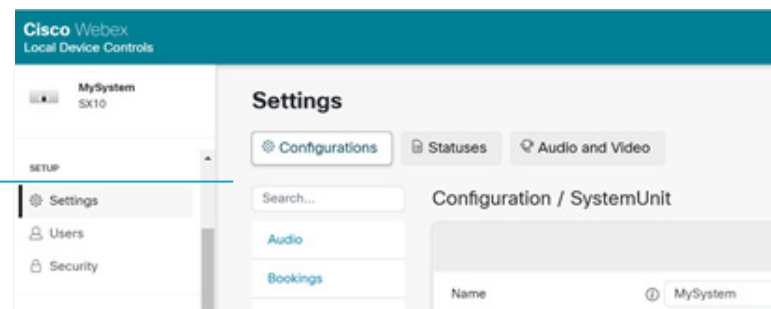 Cisco Webex
Local Device Controls
MySystem
SX10
SETUP
Settings
Users
Security
Settings
Configurations Statuses Audio and Video
Search... Configuration / SystemUnit
Audio
Bookings
Name MySystem